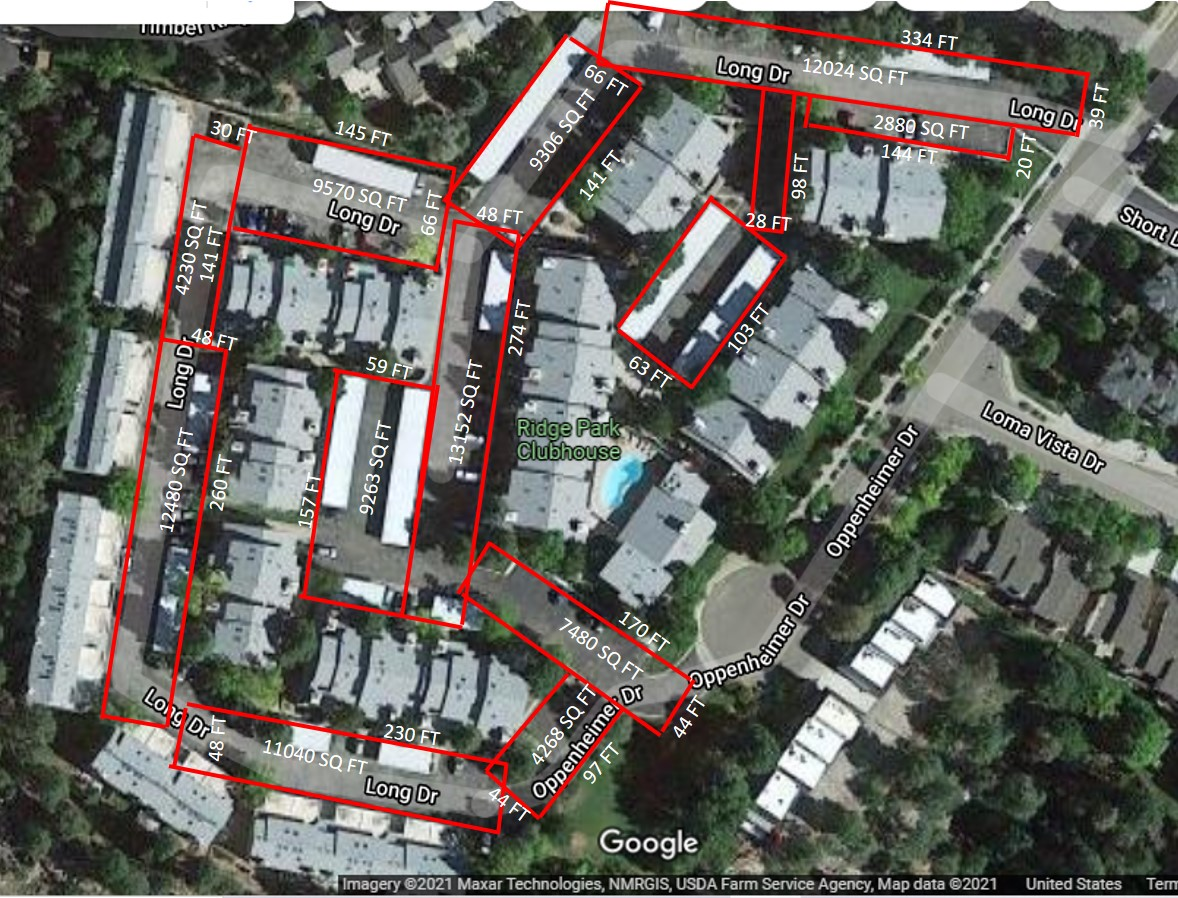 334 FT
66 FT
Long Dr
12024 SQ FT
39 FT
Long Dr
30 FT
145 FT
9306 SQ FT
2880 SQ FT
144 FT
20 FT
141 FT
98 FT
9570 SQ FT
Long Dr
66 FT
48 FT
28 FT
Short D
4230 SQ FT
141 FT
274 FT
103 FT
48 FT
Long Dr
59 FT
63 FT
13152 SQ FT
Ridge Park
Clubhouse
Loma Vista Dr
12480 SQ FT
260 FT
157 FT
9263 SQ FT
Oppenheimer Dr
170 FT
7480 SQ FT
Oppenheimer Dr
Long Dr
48 FT
11040 SQ FT
230 FT
4268 SQ FT
Oppenheimer Dr
97 FT
44 FT
Long Dr
44 FT
Google
Imagery ©2021 Maxar Technologies, NMRGIS, USDA Farm Service Agency, Map data ©2021 United States Term